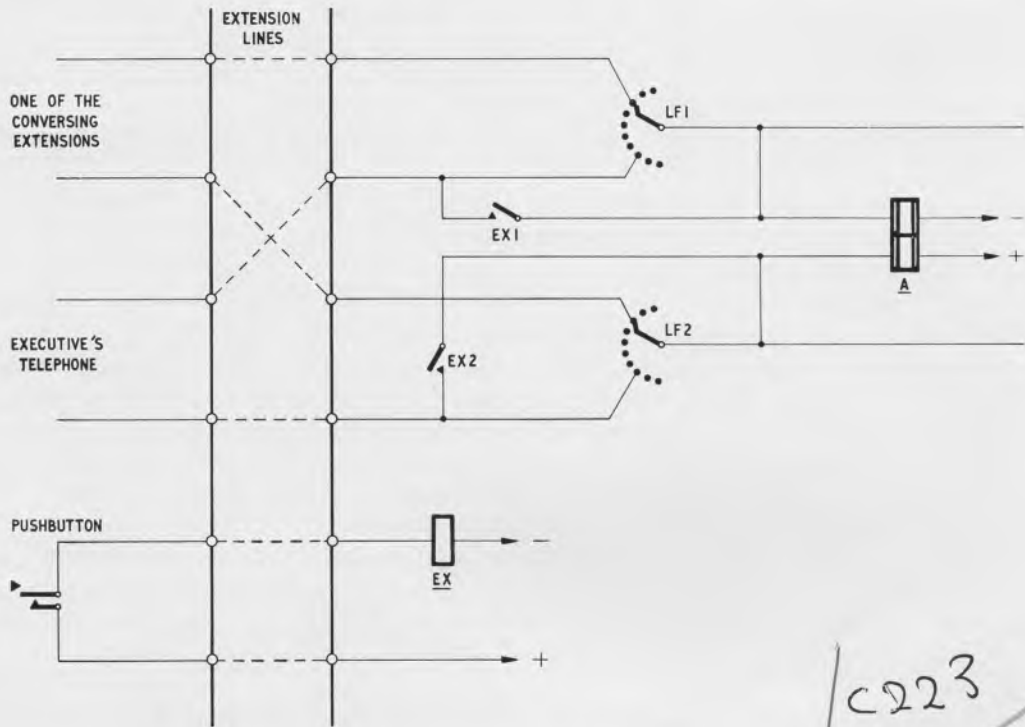 EXTENSION
LINES
ONE OF THE
CONVERSING
EXTENSIONS
LF1
EX1
-
+
A
EX2
LF2
EXECUTIVE'S
TELEPHONE
PUSHBUTTON
-
EX
+
C223